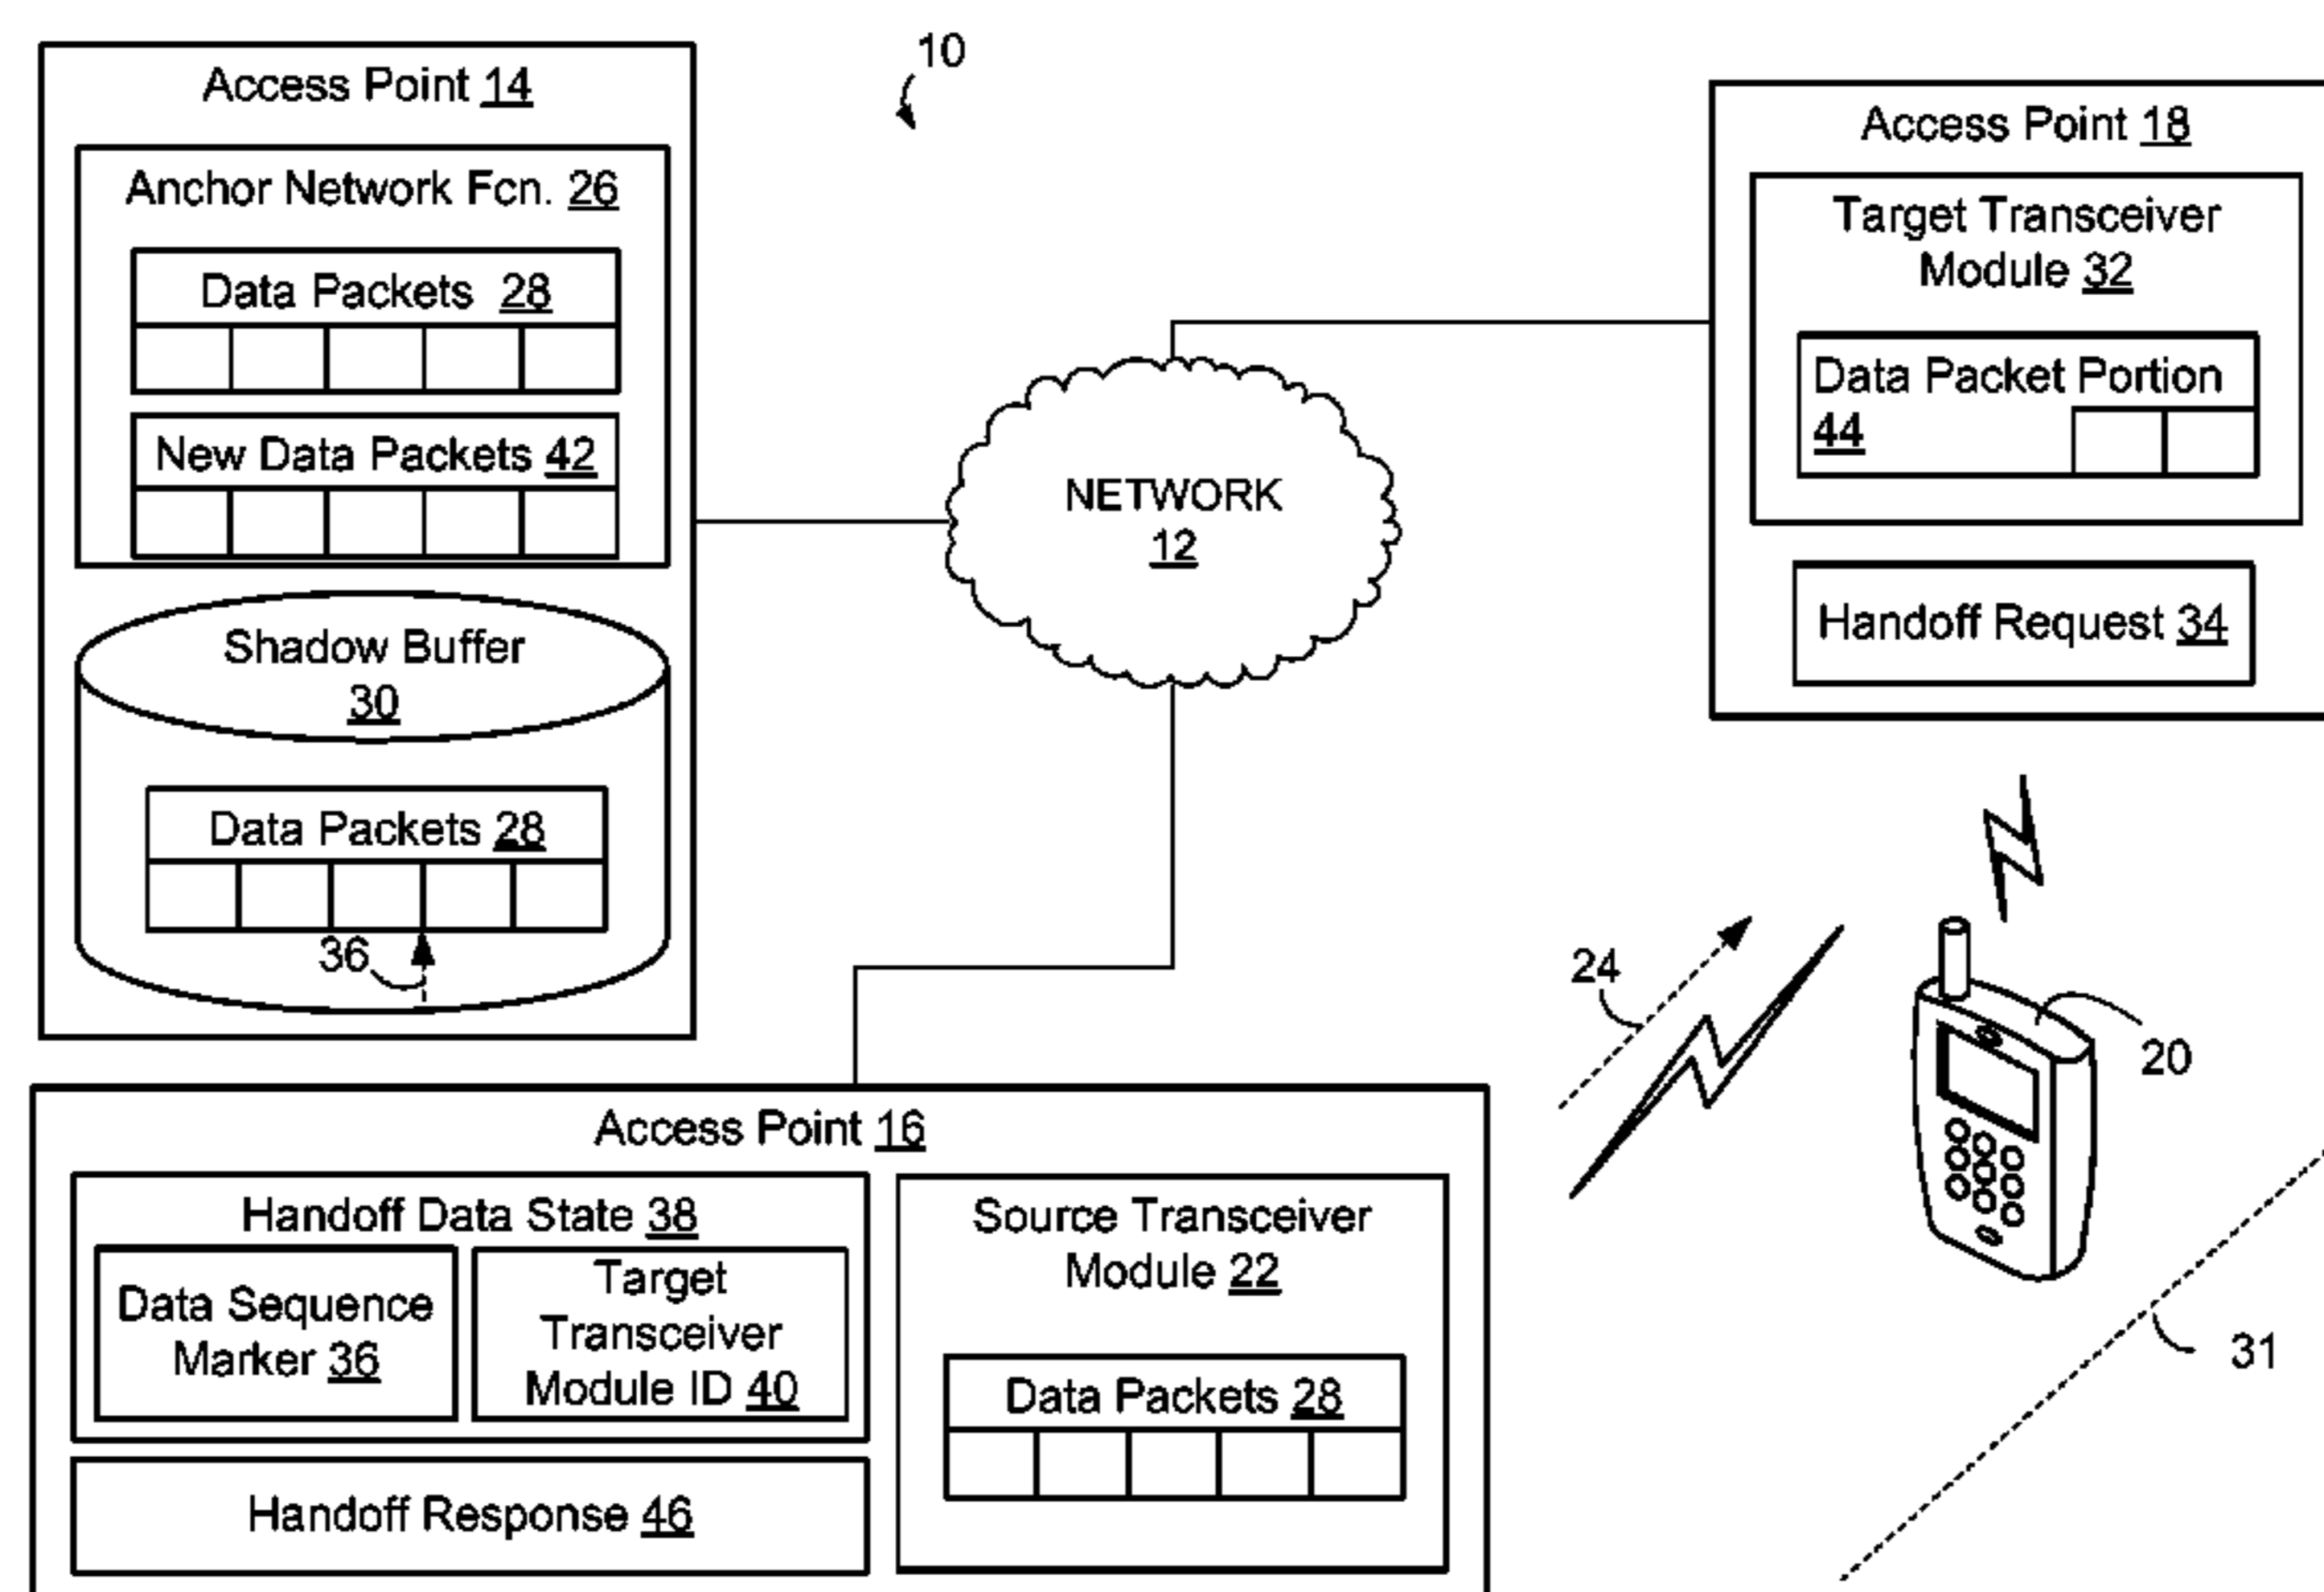 10
Access Point 14
Anchor Network Fcn. 26
Data Packets 28
New Data Packets 42
Shadow Buffer
30
Data Packets 28
36
NETWORK
12
Access Point 18
Target Transceiver
Module 32
Data Packet Portion
44
Handoff Request 34
24
20
31
Access Point 16
Handoff Data State 38
Data Sequence
Marker 36
Target
Transceiver
Module ID 40
Handoff Response 46
Source Transceiver
Module 22
Data Packets 28